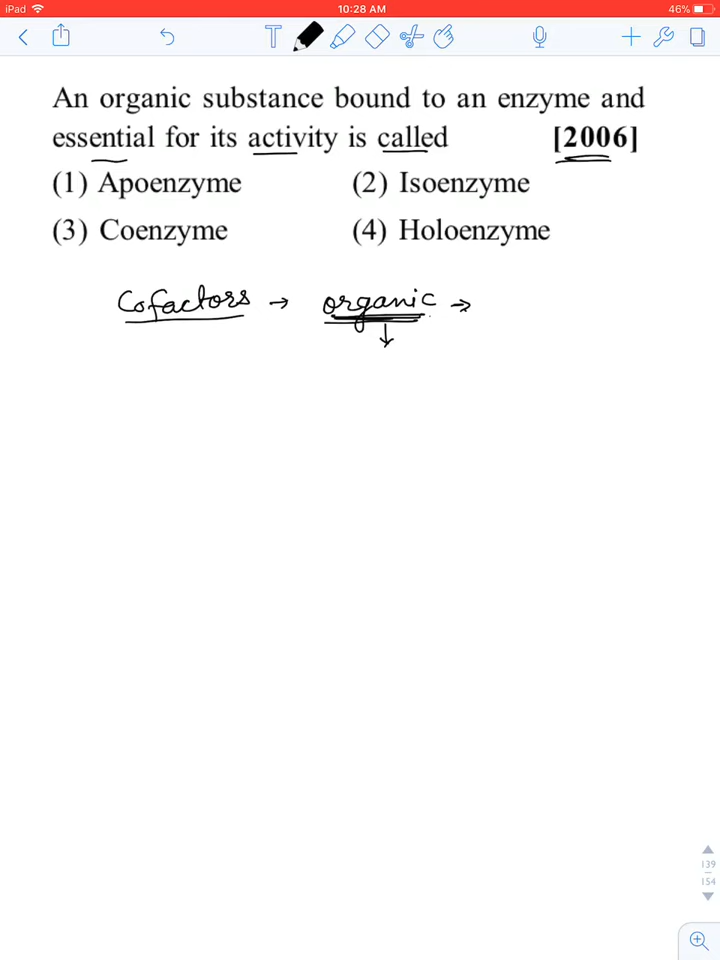 iPad 10:28 AM 46%
T
An organic substance bound to an enzyme and
essential for its activity is called [2006]
(1) Apoenzyme (2) Isoenzyme
(3) Coenzyme (4) Holoenzyme
Cofactors → organic →
↓
139
154